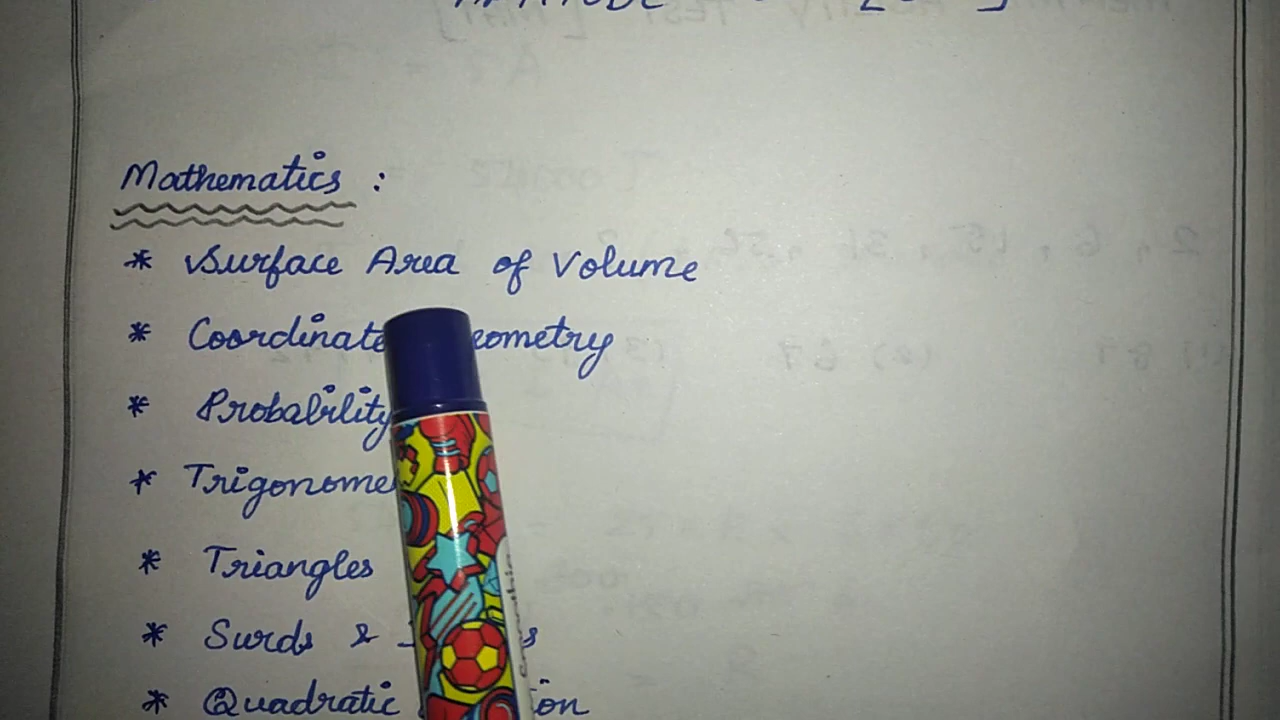 Mathematics :
* Surface Area of Volume
* Coordinate eometry
* Probability
* Trigonome
* Triangles
* Surds &
* Quadratic